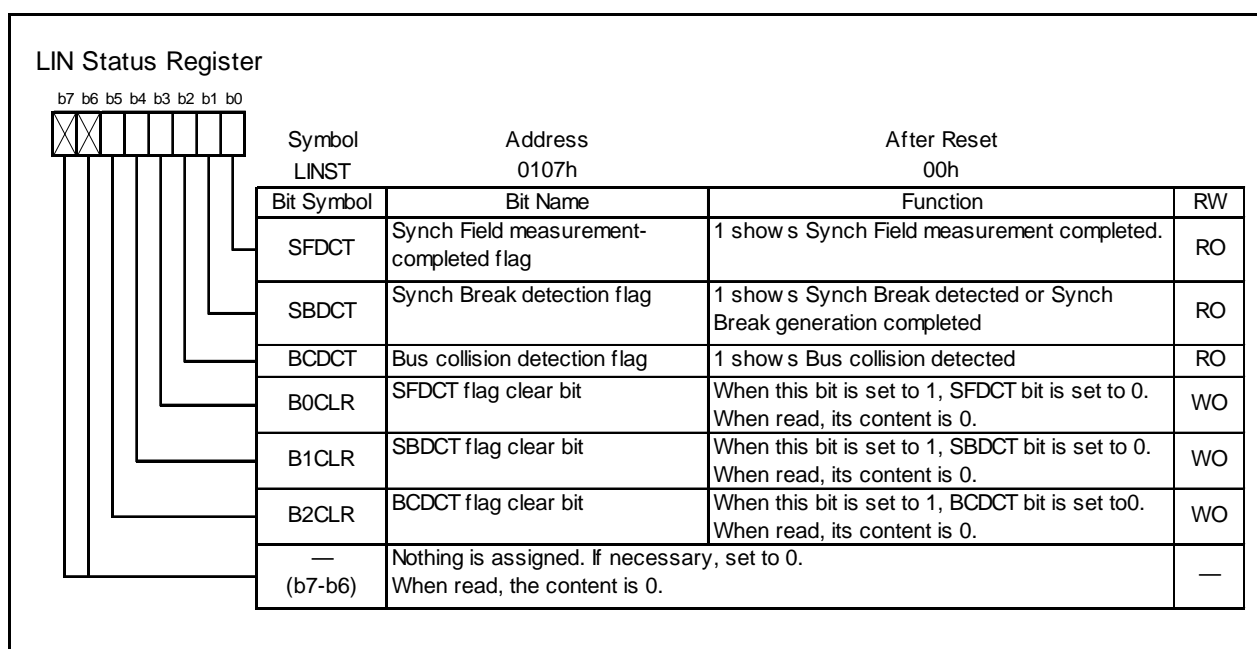 LIN Status Register
b7 b6 b5 b4 b3 b2 b1 b0
Symbol Address After Reset
LINST 0107h 00h
Bit Symbol Bit Name Function RW
SFDCT Synch Field measurement- 1 show s Synch Field measurement completed. RO
completed flag
SBDCT Synch Break detection flag 1 show s Synch Break detected or Synch RO
Break generation completed
BCDCT Bus collision detection flag 1 show s Bus collision detected RO
B0CLR SFDCT flag clear bit When this bit is set to 1, SFDCT bit is set to 0. WO
When read, its content is 0.
B1CLR SBDCT flag clear bit When this bit is set to 1, SBDCT bit is set to 0. WO
When read, its content is 0.
B2CLR BCDCT flag clear bit When this bit is set to 1, BCDCT bit is set to0. WO
When read, its content is 0.
— Nothing is assigned. If necessary, set to 0. —
(b7-b6) When read, the content is 0.